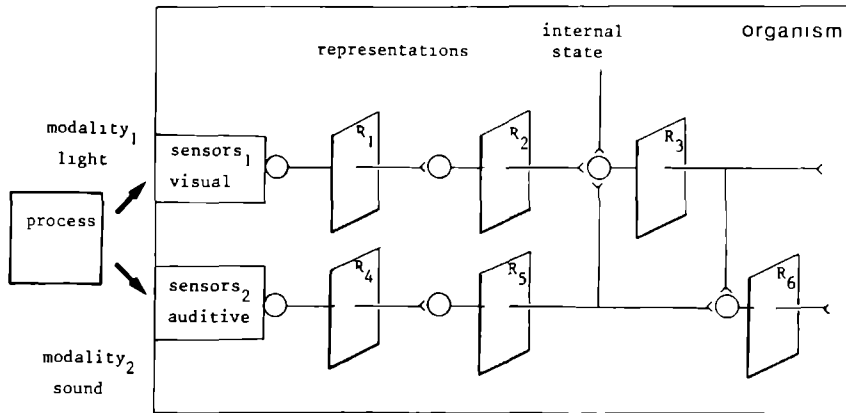 organism
internal
state
representations
modality₁
light
sensors₁
visual
R₁
R₂
R₃
process
sensors₂
auditive
R₄
R₅
R₆
modality₂
sound